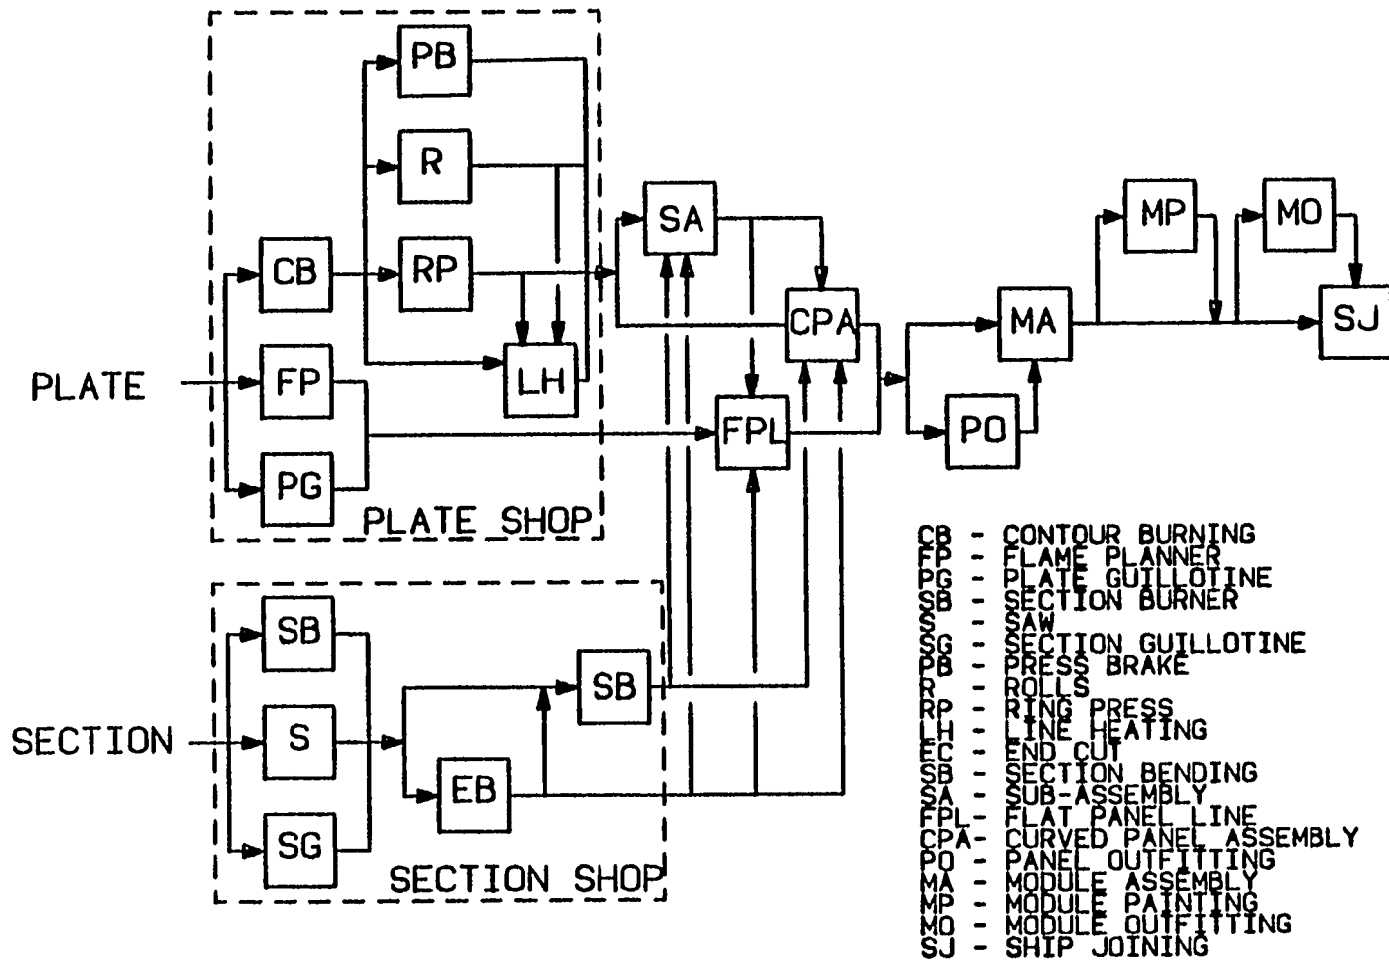 PB
R
SA
MP
MO
CB
RP
CPA
MA
SJ
PLATE
FP
LH
FPL
PO
PG
PLATE SHOP
SB
SECTION
S
SB
EB
SG
SECTION SHOP
CB - CONTOUR BURNING
FP - FLAME PLANNER
PG - PLATE GUILLOTINE
SB - SECTION BURNER
S - SAW
SG - SECTION GUILLOTINE
PB - PRESS BRAKE
R - ROLLS
RP - RING PRESS
LH - LINE HEATING
EC - END CUT
SB - SECTION BENDING
SA - SUB-ASSEMBLY
FPL- FLAT PANEL LINE
CPA- CURVED PANEL ASSEMBLY
PO - PANEL OUTFITTING
MA - MODULE ASSEMBLY
MP - MODULE PAINTING
MO - MODULE OUTFITTING
SJ - SHIP JOINING